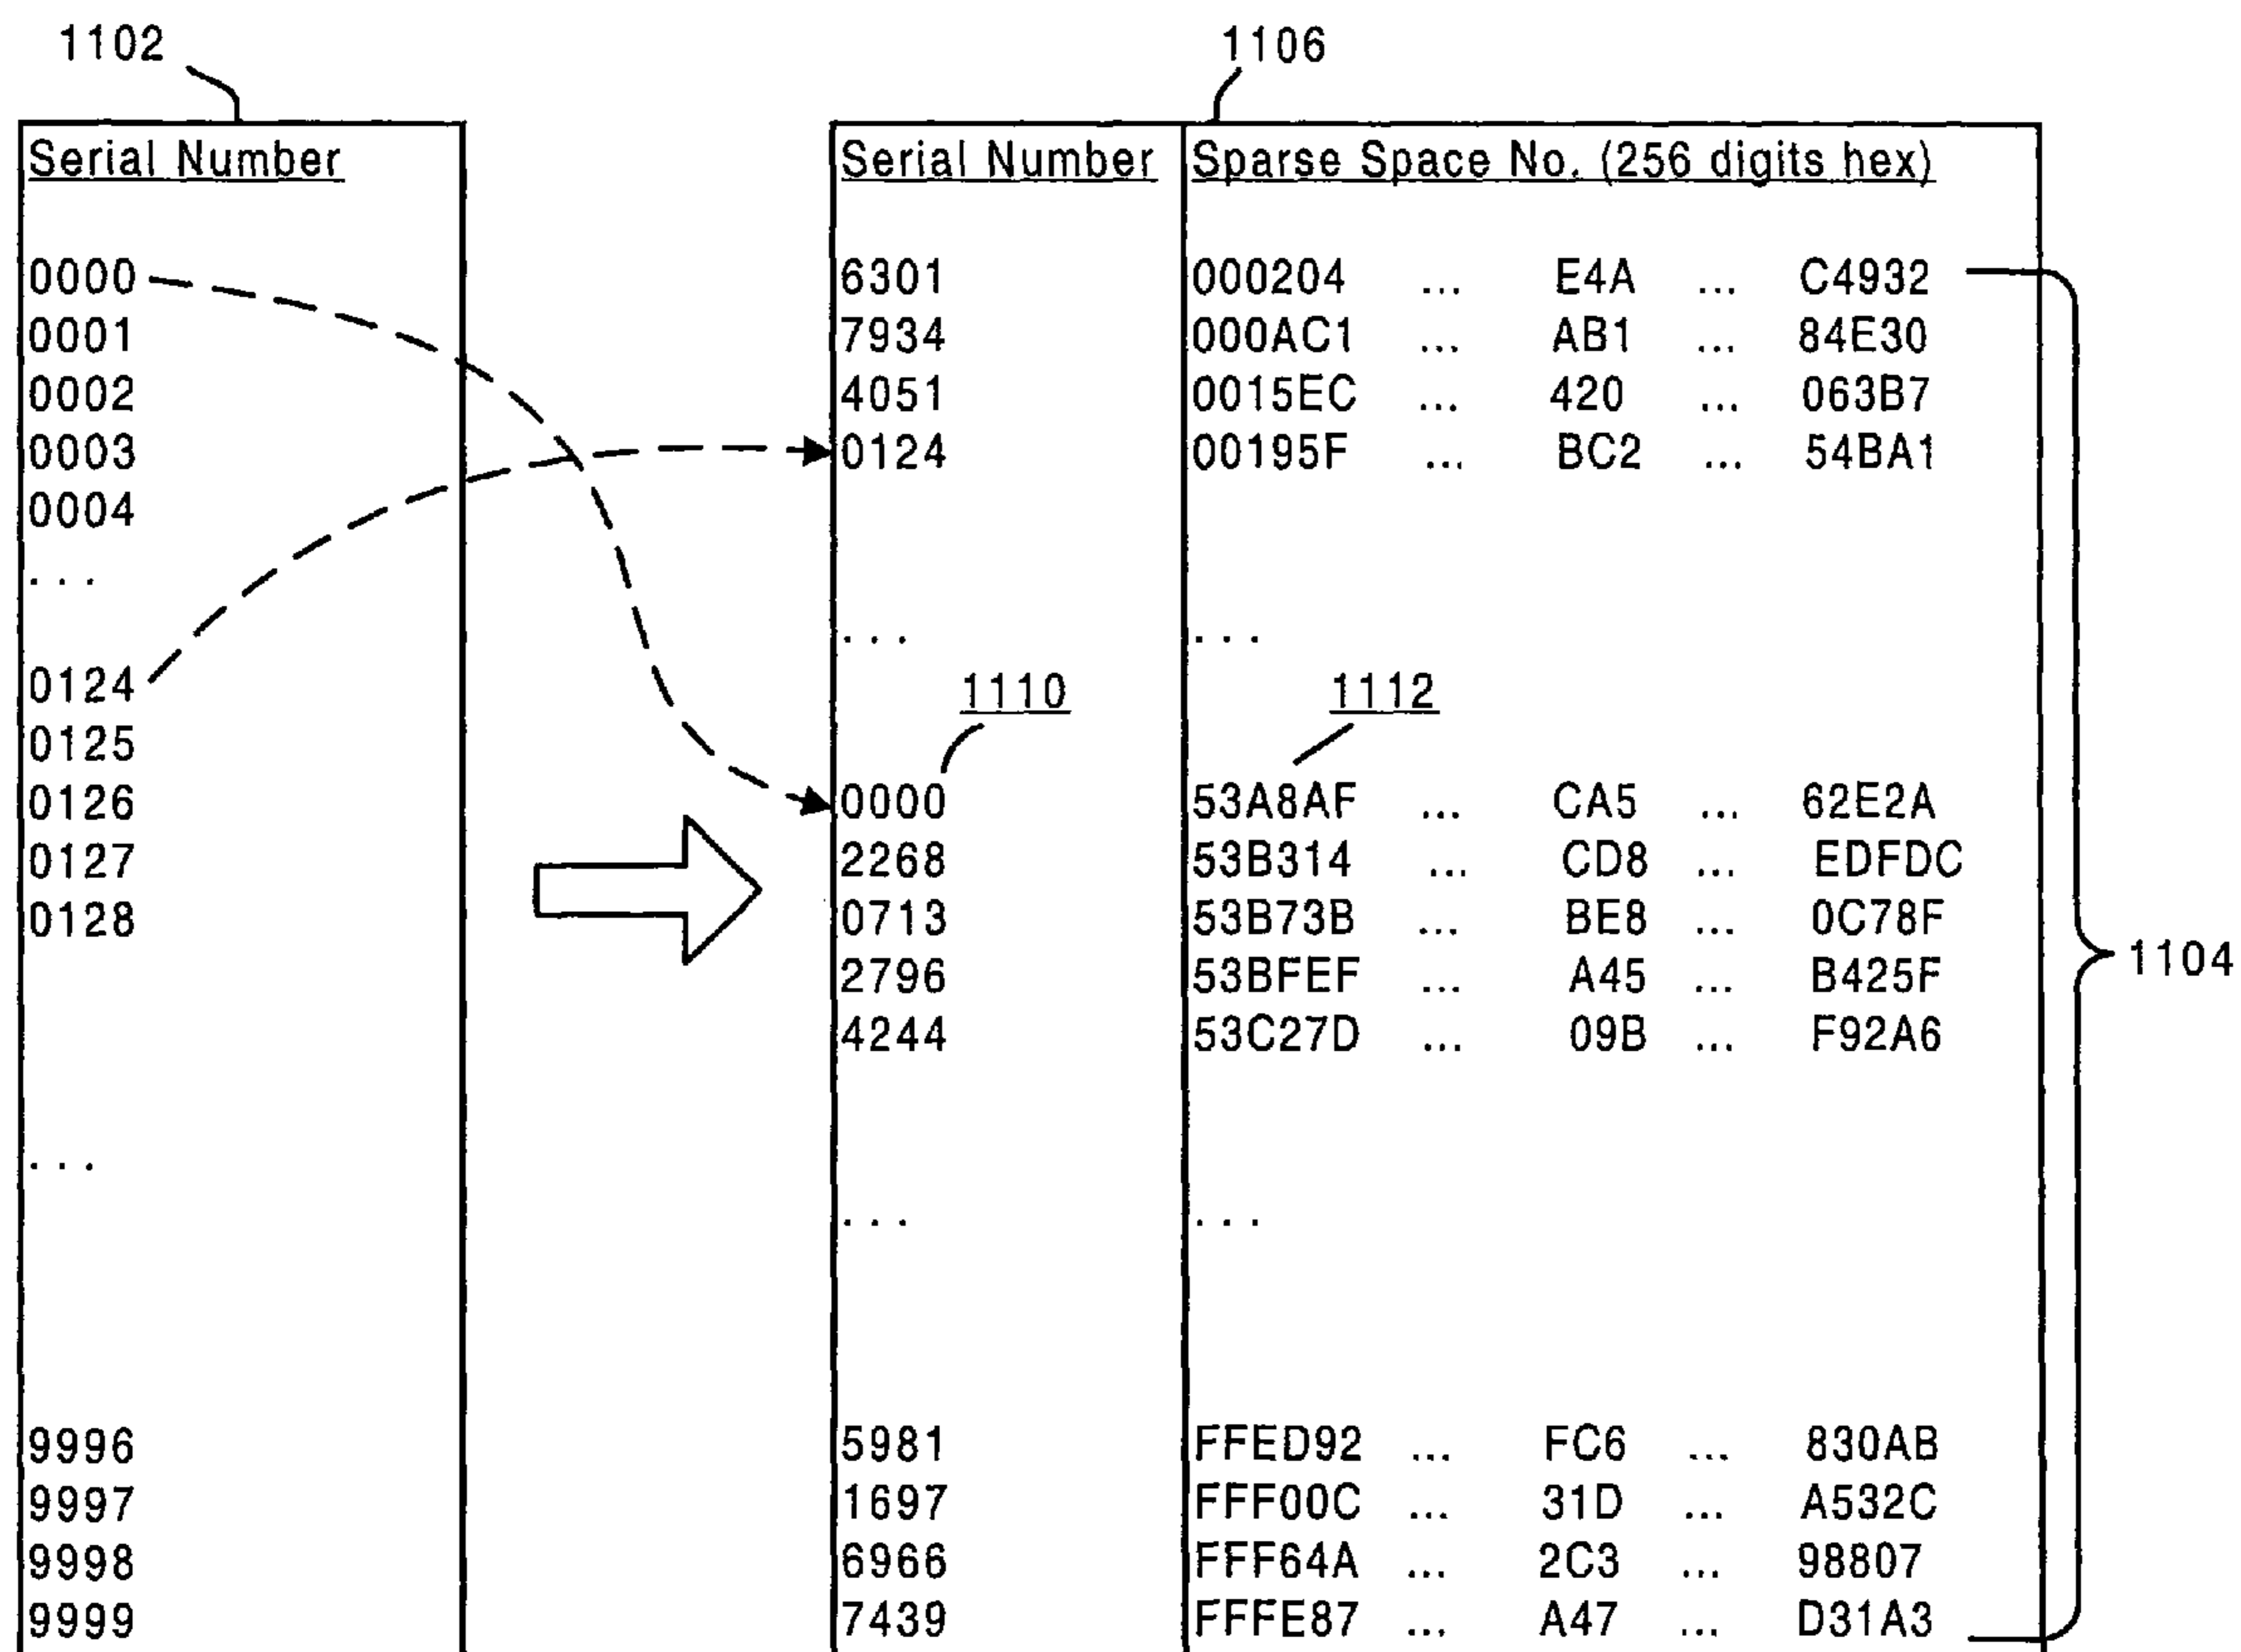 1102
1106
Serial Number
0000
0001
0002
0003
0004
...
0124
0125
0126
0127
0128
...
9996
9997
9998
9999
Serial Number Sparse Space No. (256 digits hex)
6301 000204 ... E4A ... C4932
7934 000AC1 ... AB1 ... 84E30
4051 0015EC ... 420 ... 063B7
0124 00195F ... BC2 ... 54BA1
... ...
1110 1112
0000 53A8AF ... CA5 ... 62E2A
2268 53B314 ... CD8 ... EDFDC
0713 53B73B ... BE8 ... 0C78F
2796 53BFEF ... A45 ... B425F
4244 53C27D ... 09B ... F92A6
... ...
5981 FFED92 ... FC6 ... 830AB
1697 FFF00C ... 31D ... A532C
6966 FFF64A ... 2C3 ... 98807
7439 FFFE87 ... A47 ... D31A3
1104